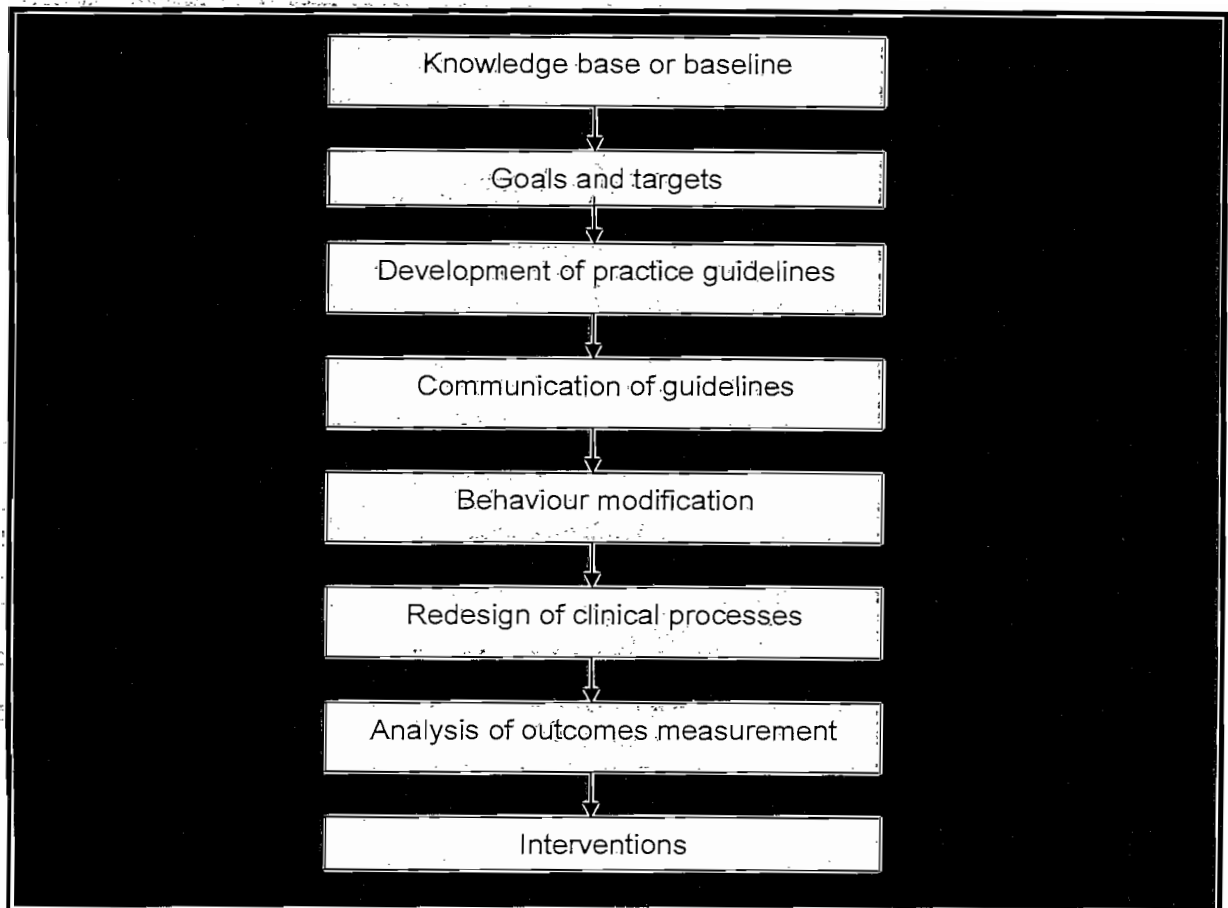 Knowledge base or baseline
Goals and targets
Development of practice guidelines
Communication of guidelines
Behaviour modification
Redesign of clinical processes
Analysis of outcomes measurement
Interventions